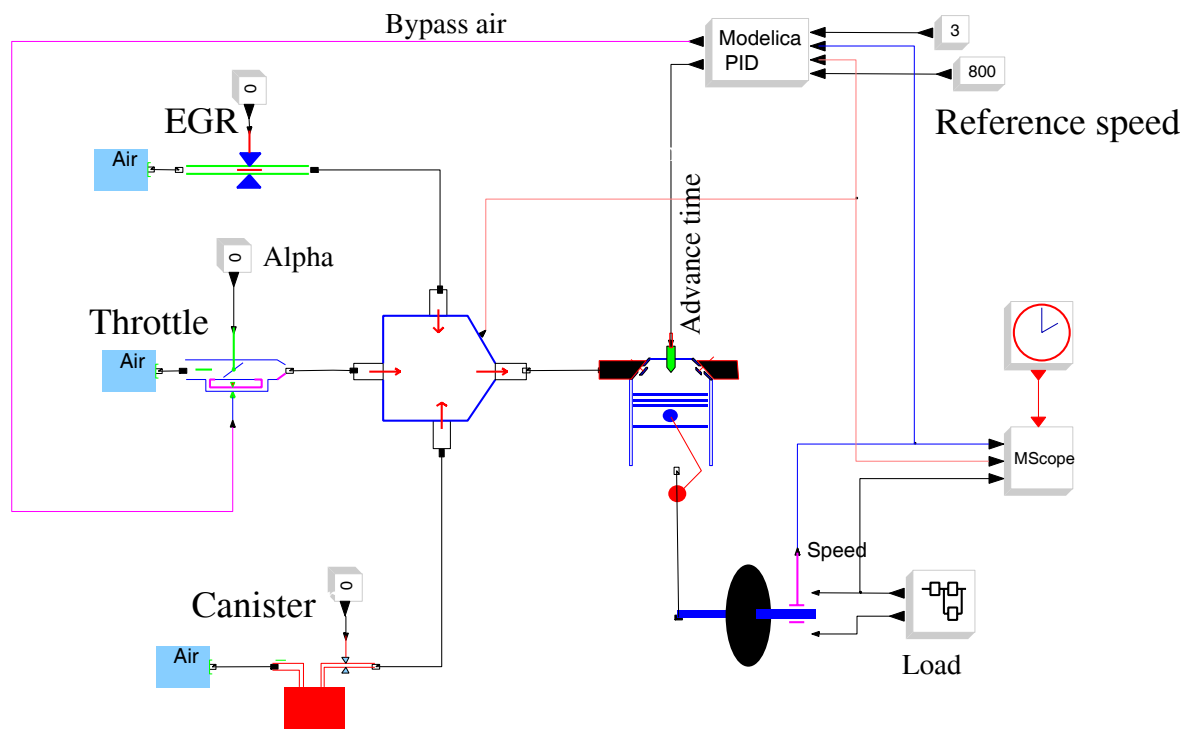 Bypass air
Modelica
PID
3
800
Reference speed
0
EGR
Air
Advance time
0
Alpha
Throttle
Air
MScope
Speed
0
Canister
Air
Load